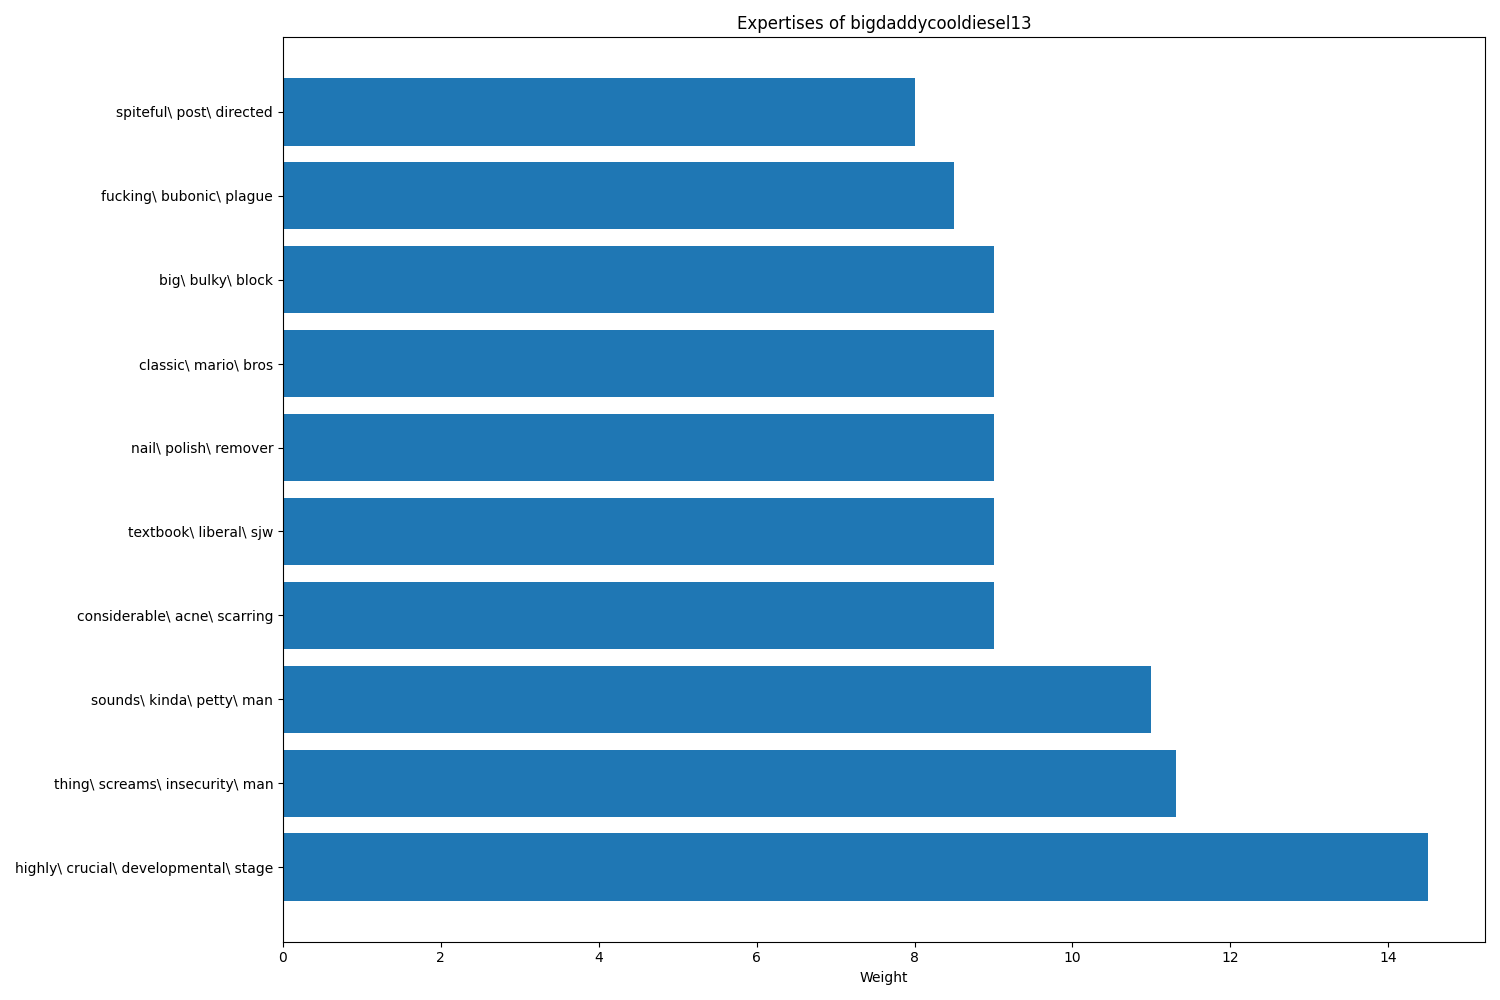 Expertises of bigdaddycooldiesel13
spiteful\ post\ directed
fucking\ bubonic\ plague
big\ bulky\ block
classic\ mario\ bros
nail\ polish\ remover
textbook\ liberal\ sjw
considerable\ acne\ scarring
sounds\ kinda\ petty\ man
thing\ screams\ insecurity\ man
highly\ crucial\ developmental\ stage
0 2 4 6 8 10 12 14
Weight